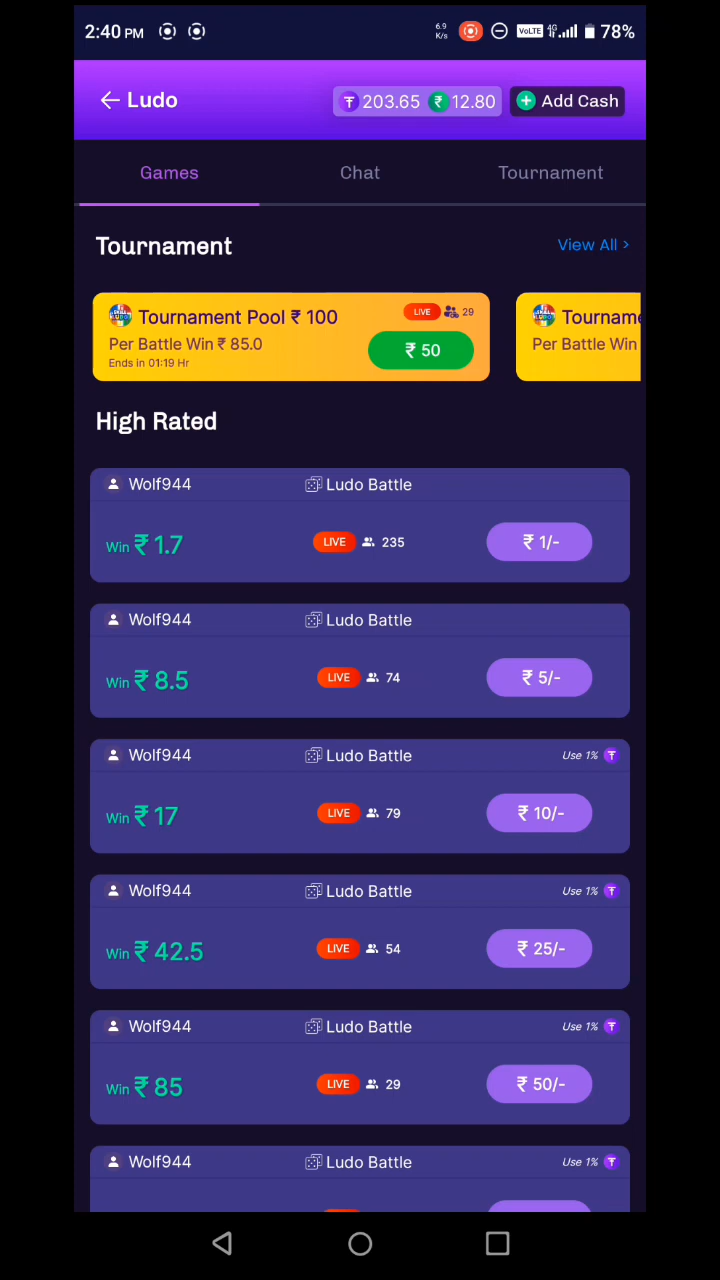 2:40 PM 6.9 K/s VoLTE 4G 78%
Ludo ₹ 203.65 ₹ 12.80 Add Cash
Games Chat Tournament
Tournament View All >
Tournament Pool ₹ 100 LIVE 29
Per Battle Win ₹ 85.0 ₹ 50
Ends in 01:19 Hr
Tourname
Per Battle Win
High Rated
Wolf944 Ludo Battle
Win ₹ 1.7 LIVE 235 ₹ 1/-
Wolf944 Ludo Battle
Win ₹ 8.5 LIVE 74 ₹ 5/-
Wolf944 Ludo Battle Use 1%
Win ₹ 17 LIVE 79 ₹ 10/-
Wolf944 Ludo Battle Use 1%
Win ₹ 42.5 LIVE 54 ₹ 25/-
Wolf944 Ludo Battle Use 1%
Win ₹ 85 LIVE 29 ₹ 50/-
Wolf944 Ludo Battle Use 1%